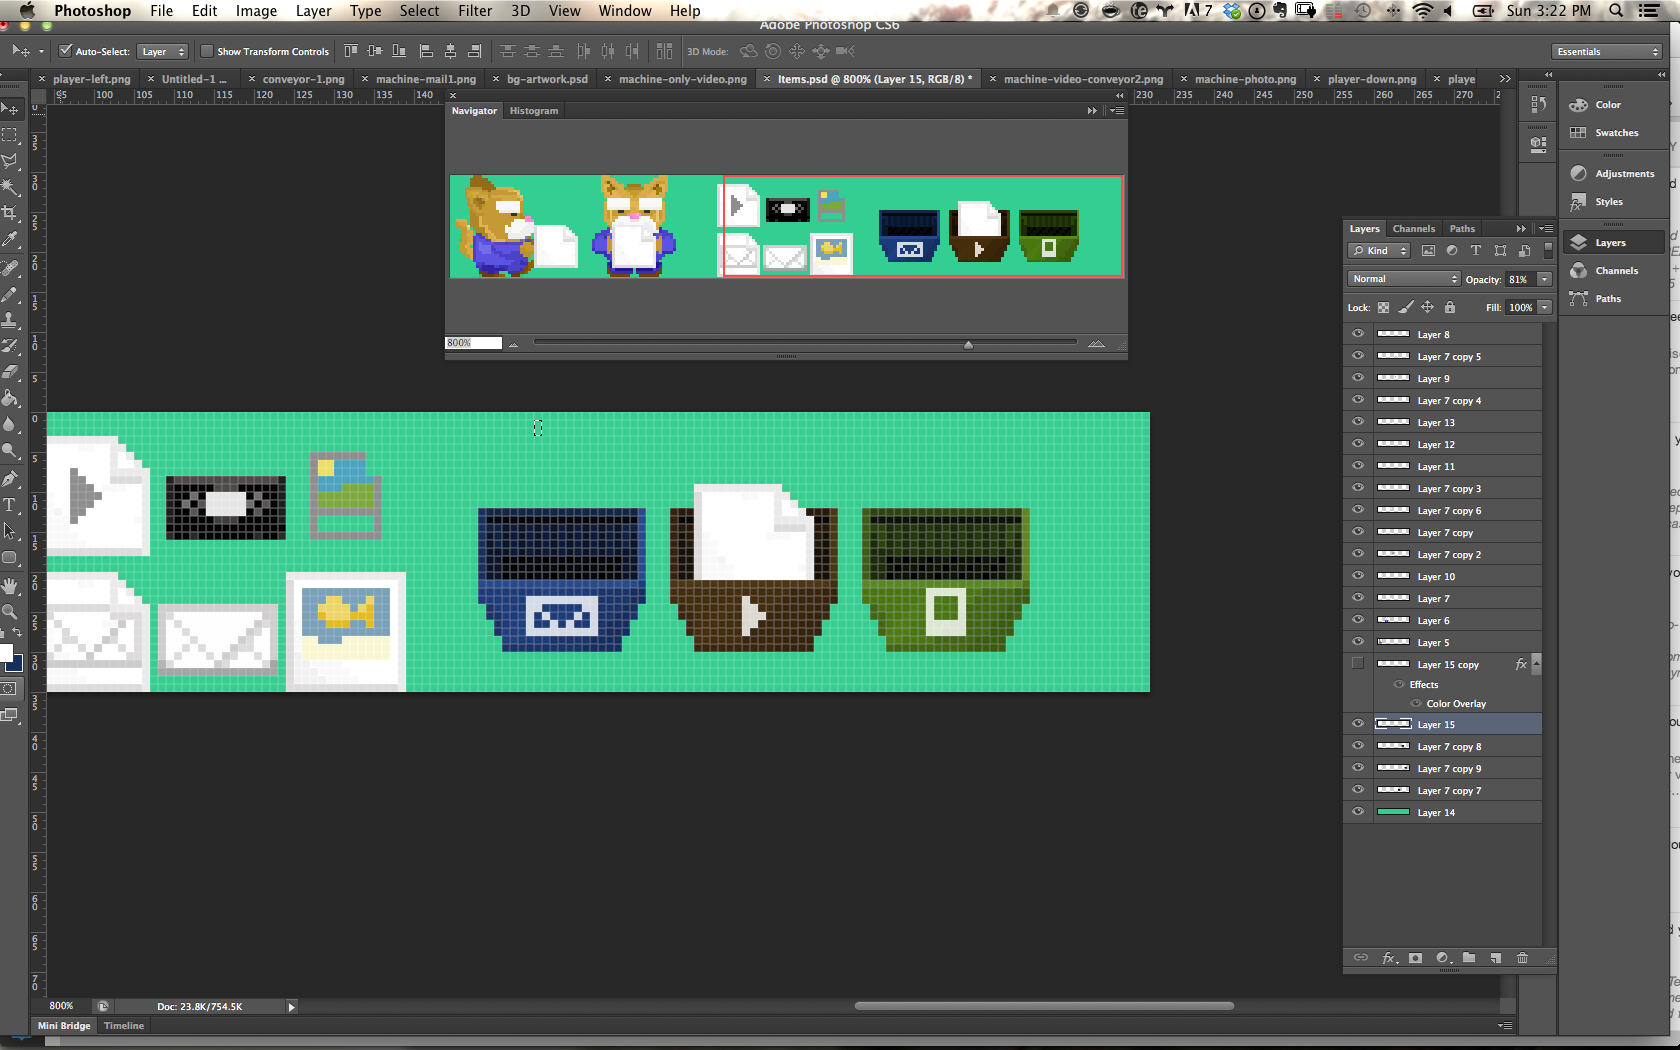 Photoshop File Edit Image Layer Type Select Filter 3D View Window Help
7 Sun 3:22 PM
Adobe Photoshop CS6
Auto-Select: Layer Show Transform Controls 3D Mode: Essentials
player-left.png Untitled-1 ... conveyor-1.png machine-mail1.png bg-artwork.psd machine-only-video.png Items.psd @ 800% (Layer 15, RGB/8) * machine-video-conveyor2.png machine-photo.png player-down.png playe
95 100 105 110 115 120 125 130 135 140 230 235 240 245 250 255 260 265 270
Navigator Histogram
800%
Color
Swatches
Adjustments
Styles
Layers
Channels
Paths
Layers Channels Paths
Kind
Normal Opacity: 81%
Lock: Fill: 100%
Layer 8
Layer 7 copy 5
Layer 9
Layer 7 copy 4
Layer 13
Layer 12
Layer 11
Layer 7 copy 3
Layer 7 copy 6
Layer 7 copy
Layer 7 copy 2
Layer 10
Layer 7
Layer 6
Layer 5
Layer 15 copy fx
Effects
Color Overlay
Layer 15
Layer 7 copy 8
Layer 7 copy 9
Layer 7 copy 7
Layer 14
800% Doc: 23.8K/754.5K
Mini Bridge Timeline